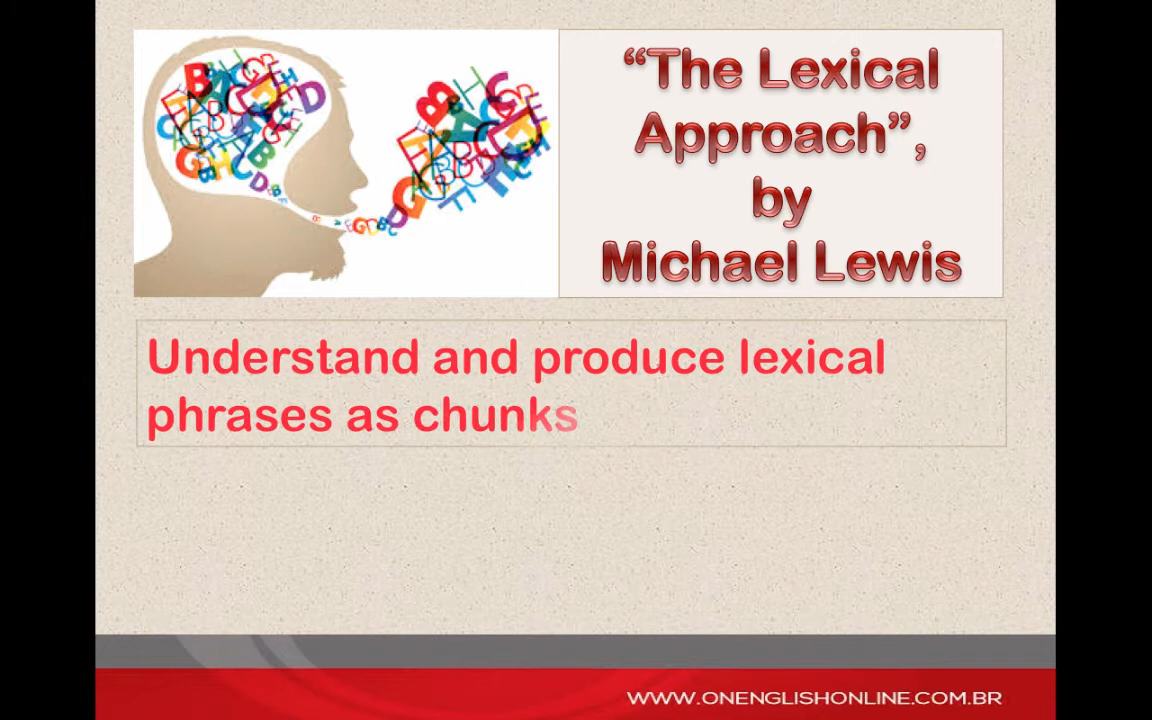 “The Lexical
Approach”,
by
Michael Lewis
Understand and produce lexical
phrases as chunks
WWW.ONENGLISHONLINE.COM.BR